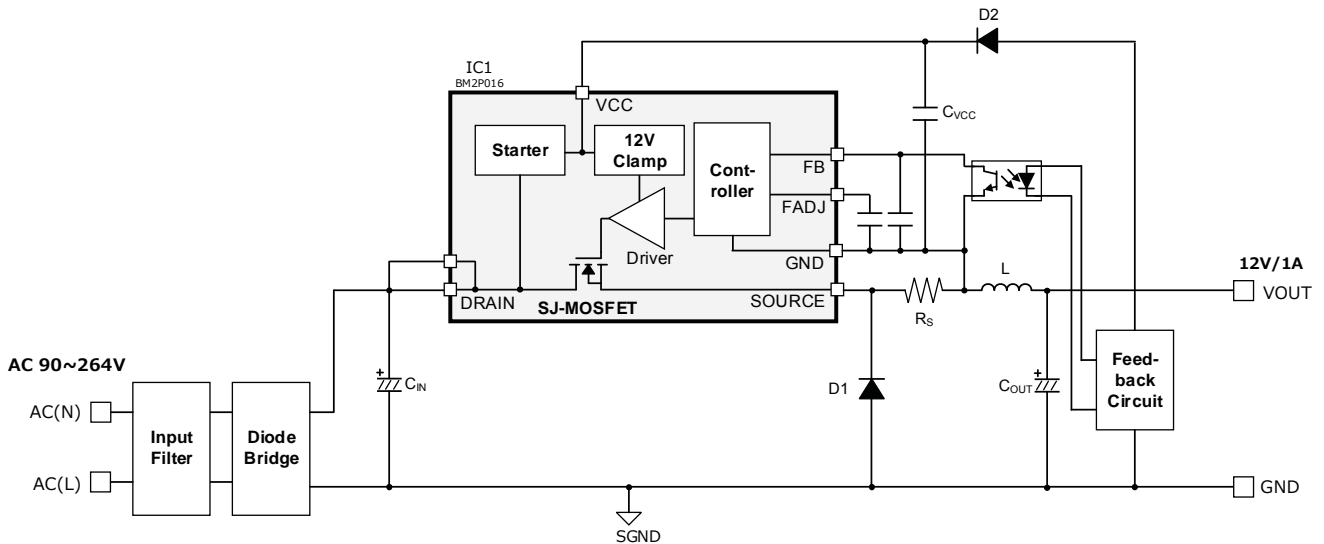 D2
IC1
BM2P016
VCC
CVCC
Starter
12V
Clamp
Cont-
roller
FB
FADJ
Driver
GND
DRAIN
SOURCE
SJ-MOSFET
RS
L
12V/1A
VOUT
AC 90~264V
CIN
D1
COUT
Feed-
back
Circuit
AC(N)
Input
Filter
Diode
Bridge
AC(L)
GND
SGND
+
+